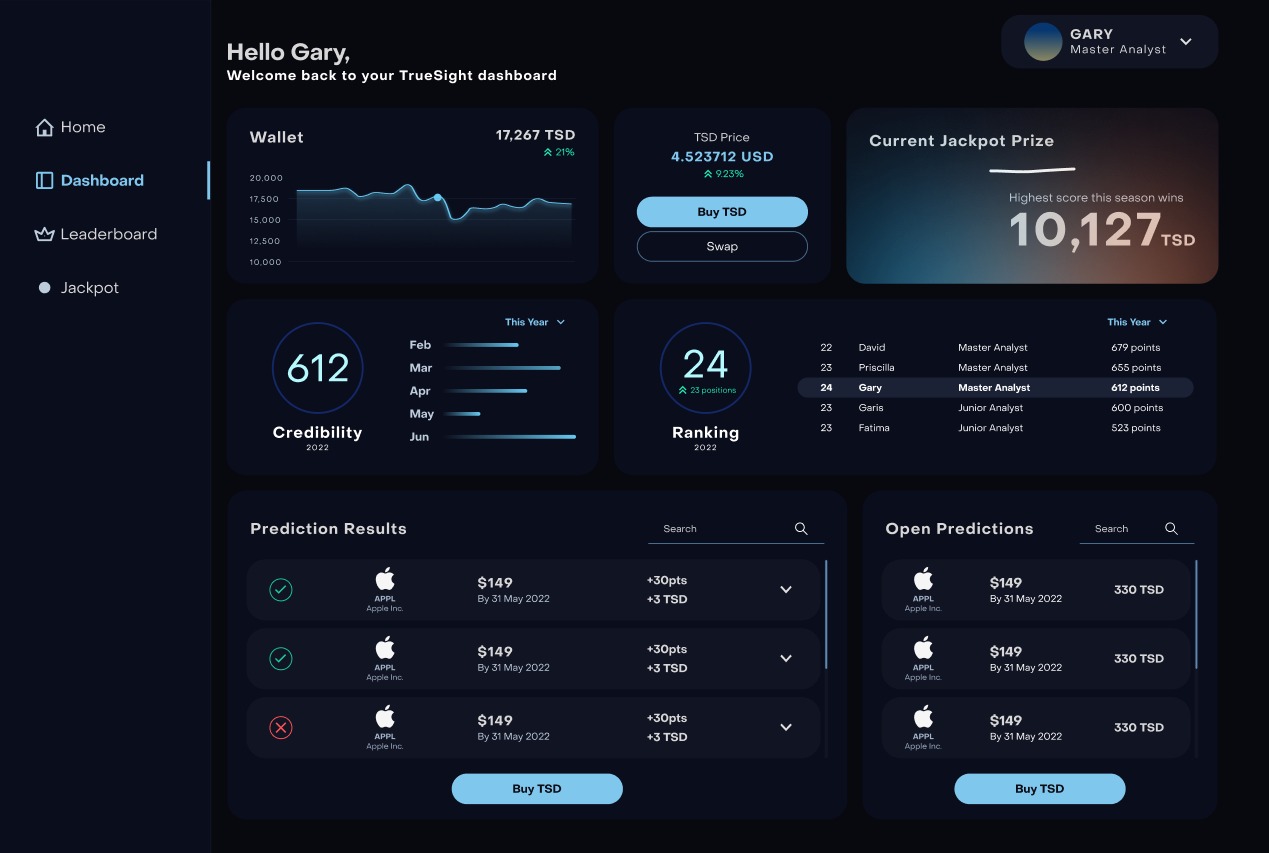 GARY
Master Analyst
Hello Gary,
Welcome back to your TrueSight dashboard
Home
Dashboard
Leaderboard
Jackpot
Wallet
17,267 TSD
21%
20,000
17,500
15,000
12,500
10,000
TSD Price
4.523712 USD
9.23%
Buy TSD
Swap
Current Jackpot Prize
Highest score this season wins
10,127 TSD
612
Credibility
2022
This Year
Feb
Mar
Apr
May
Jun
24
23 positions
Ranking
2022
This Year
22 David Master Analyst 679 points
23 Priscilla Master Analyst 655 points
24 Gary Master Analyst 612 points
23 Garis Junior Analyst 600 points
23 Fatima Junior Analyst 523 points
Prediction Results
Search
APPL
Apple Inc.
$149
By 31 May 2022
+30pts
+3 TSD
APPL
Apple Inc.
$149
By 31 May 2022
+30pts
+3 TSD
APPL
Apple Inc.
$149
By 31 May 2022
+30pts
+3 TSD
Buy TSD
Open Predictions
Search
APPL
Apple Inc.
$149
By 31 May 2022
330 TSD
APPL
Apple Inc.
$149
By 31 May 2022
330 TSD
APPL
Apple Inc.
$149
By 31 May 2022
330 TSD
Buy TSD